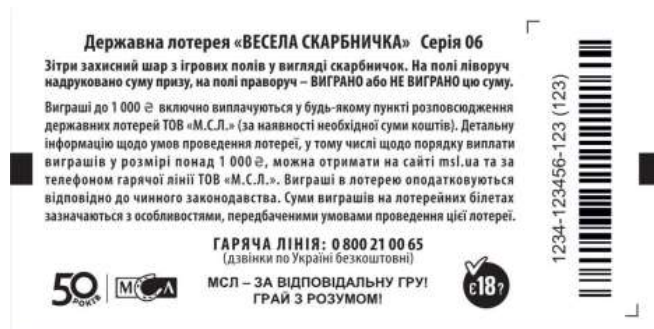 Державна лотерея «ВЕСЕЛА СКАРБНИЧКА» Серія 06
Зітри захисний шар з ігрових полів у вигляді скарбничок. На полі ліворуч
надруковано суму призу, на полі праворуч – ВИГРАНО або НЕ ВИГРАНО цю суму.
Виграші до 1 000 ₴ включно виплачуються у будь-якому пункті розповсюдження
державних лотерей ТОВ «М.С.Л.» (за наявності необхідної суми коштів). Детальну
інформацію щодо умов проведення лотереї, у тому числі щодо порядку виплати
виграшів у розмірі понад 1 000 ₴, можна отримати на сайті msl.ua та за
телефоном гарячої лінії ТОВ «М.С.Л.». Виграші в лотерею оподатковуються
відповідно до чинного законодавства. Суми виграшів на лотерейних білетах
зазначаються з особливостями, передбаченими умовами проведення цієї лотереї.
ГАРЯЧА ЛІНІЯ: 0 800 21 00 65
(дзвінки по Україні безкоштовні)
50 РОКІВ
М С Л
МСЛ – ЗА ВІДПОВІДАЛЬНУ ГРУ!
ГРАЙ З РОЗУМОМ!
Є18?
1234-123456-123 (123)